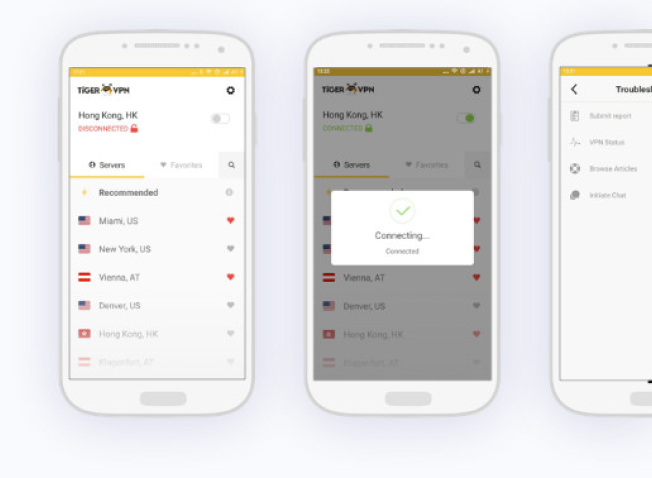 TIGER VPN
Hong Kong, HK
DISCONNECTED
Servers
Favorites
Recommended
Miami, US
New York, US
Vienna, AT
Denver, US
Hong Kong, HK
Klagenfurt, AT
TIGER VPN
Hong Kong, HK
CONNECTED
Servers
Favorites
Connecting...
Connected
Vienna, AT
Denver, US
Hong Kong, HK
Klagenfurt, AT
Troubles
Submit report
VPN Status
Browse Articles
Initiate Chat